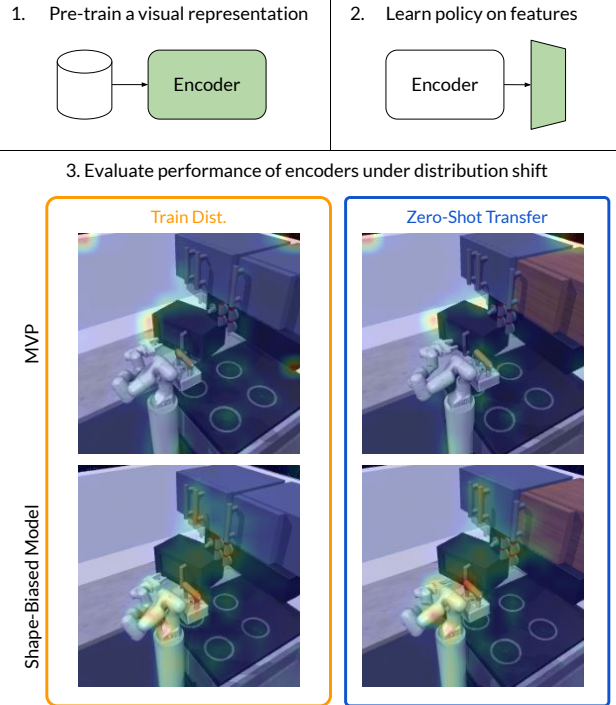 1. Pre-train a visual representation
2. Learn policy on features
Encoder
Encoder
3. Evaluate performance of encoders under distribution shift
Train Dist.
Zero-Shot Transfer
MVP
Shape-Biased Model